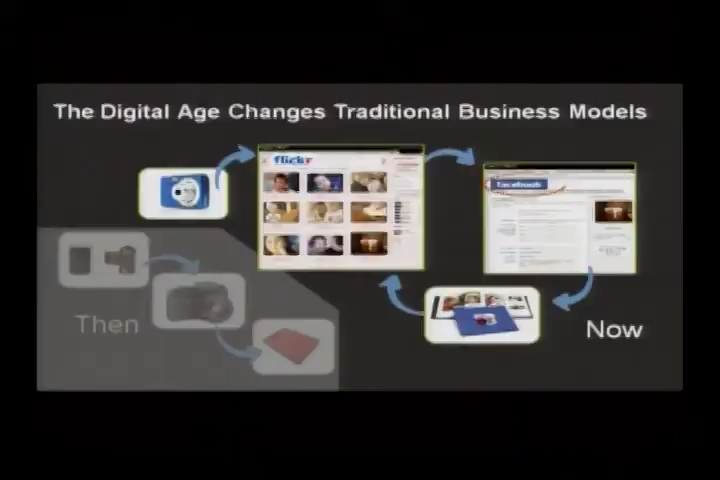 The Digital Age Changes Traditional Business Models
flickr
facebook
Then
Now